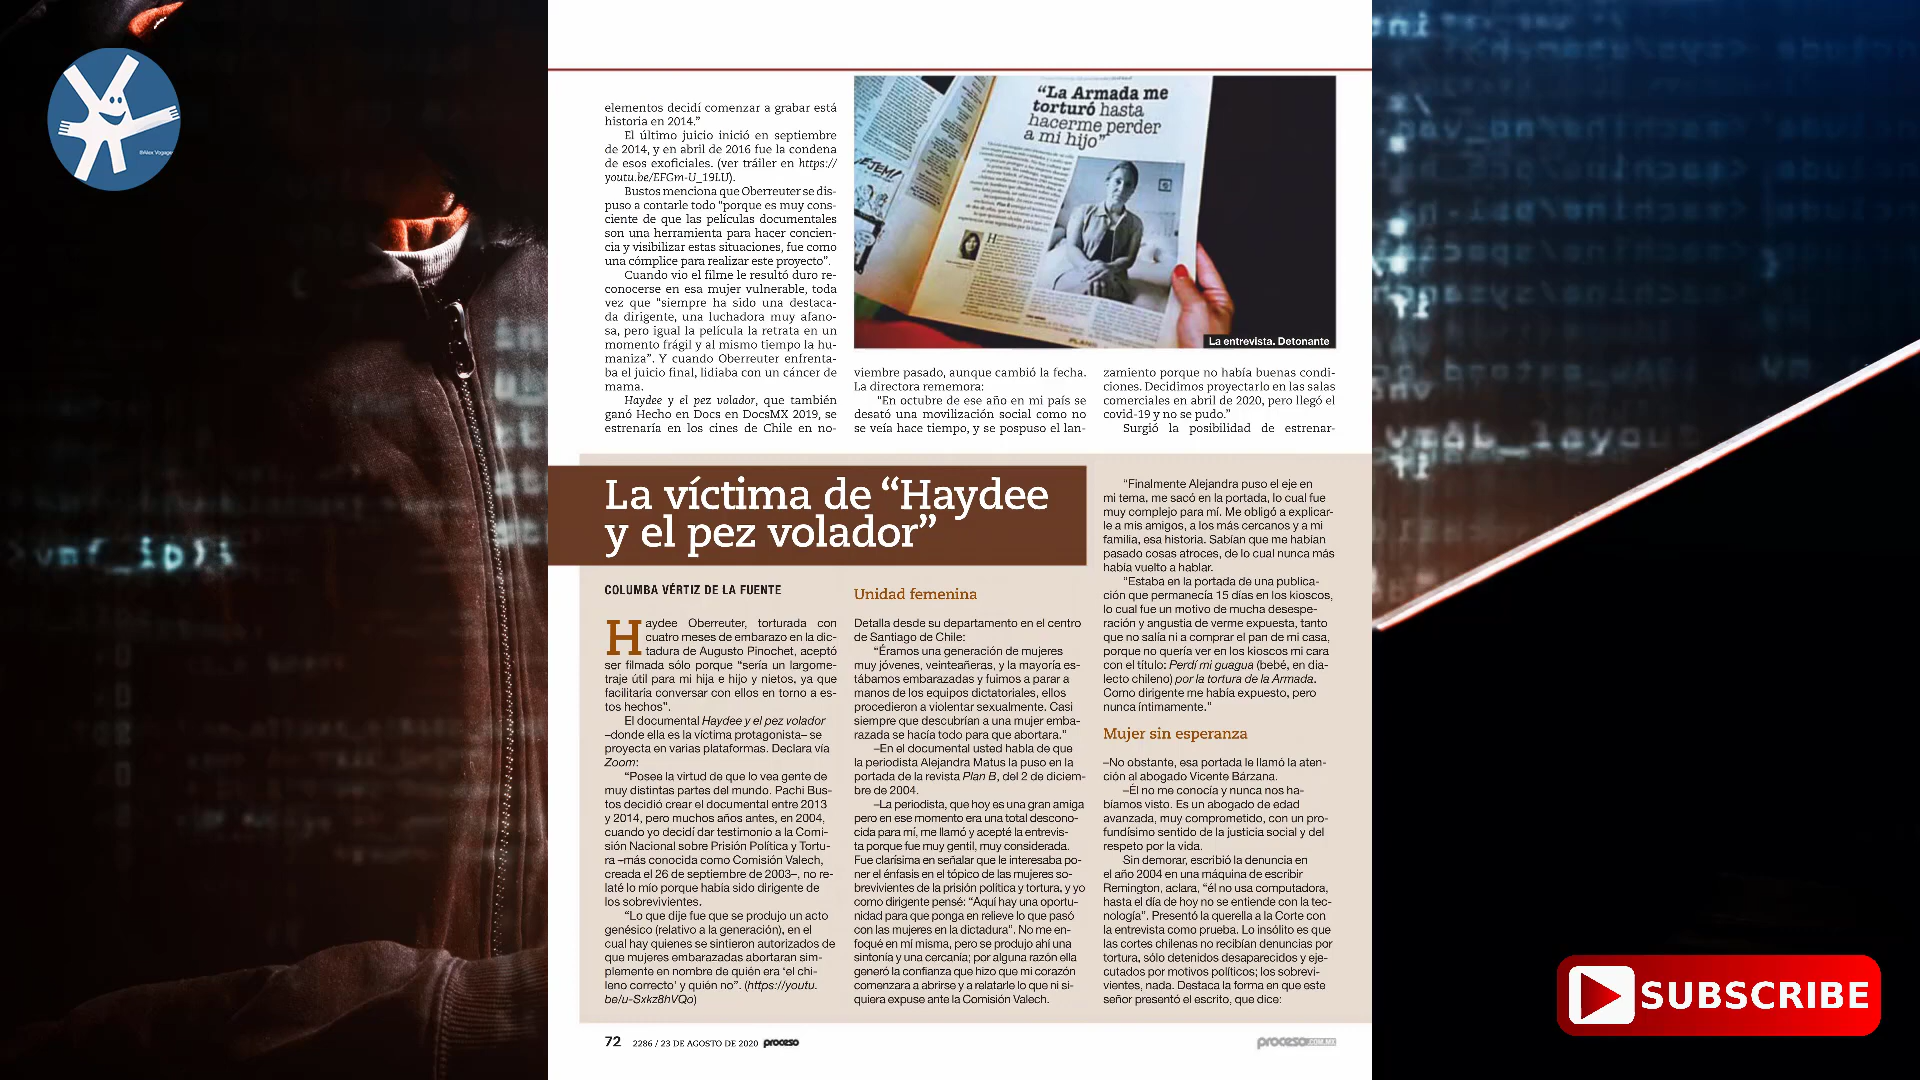 elementos decidí comenzar a grabar está
historia en 2014.”
El último juicio inició en septiembre
de 2014, y en abril de 2016 fue la condena
de esos exoficiales. (ver tráiler en https://
youtu.be/EFGm-U_19LU).
Bustos menciona que Oberreuter se dis-
puso a contarle todo “porque es muy cons-
ciente de que las películas documentales
son una herramienta para hacer concien-
cia y visibilizar estas situaciones, fue como
una cómplice para realizar este proyecto”.
Cuando vio el filme le resultó duro re-
conocerse en esa mujer vulnerable, toda
vez que “siempre ha sido una destaca-
da dirigente, una luchadora muy afano-
sa, pero igual la película la retrata en un
momento frágil y al mismo tiempo la hu-
maniza”. Y cuando Oberreuter enfrenta-
ba el juicio final, lidiaba con un cáncer de
mama.
Haydee y el pez volador, que también
ganó Hecho en Docs en DocsMX 2019, se
estrenaría en los cines de Chile en no-
“La Armada me
torturó hasta
hacerme perder
a mi hijo”
¡EJEM!
PLAN B
La entrevista. Detonante
viembre pasado, aunque cambió la fecha.
La directora rememora:
“En octubre de ese año en mi país se
desató una movilización social como no
se veía hace tiempo, y se pospuso el lan-
zamiento porque no había buenas condi-
ciones. Decidimos proyectarlo en las salas
comerciales en abril de 2020, pero llegó el
covid-19 y no se pudo.”
Surgió la posibilidad de estrenar-
La víctima de “Haydee
y el pez volador”
COLUMBA VÉRTIZ DE LA FUENTE
Haydee Oberreuter, torturada con
cuatro meses de embarazo en la dic-
tadura de Augusto Pinochet, aceptó
ser filmada sólo porque “sería un largome-
traje útil para mi hija e hijo y nietos, ya que
facilitaría conversar con ellos en torno a es-
tos hechos”.
El documental Haydee y el pez volador
–donde ella es la víctima protagonista– se
proyecta en varias plataformas. Declara vía
Zoom:
“Posee la virtud de que lo vea gente de
muy distintas partes del mundo. Pachi Bus-
tos decidió crear el documental entre 2013
y 2014, pero muchos años antes, en 2004,
cuando yo decidí dar testimonio a la Comi-
sión Nacional sobre Prisión Política y Tortu-
ra –más conocida como Comisión Valech,
creada el 26 de septiembre de 2003–, no re-
laté lo mío porque había sido dirigente de
los sobrevivientes.
“Lo que dije fue que se produjo un acto
genésico (relativo a la generación), en el
cual hay quienes se sintieron autorizados de
que mujeres embarazadas abortaran sim-
plemente en nombre de quién era ‘el chi-
leno correcto’ y quién no”. (https://youtu.
be/u-Sxkz8hVQo)
Unidad femenina
Detalla desde su departamento en el centro
de Santiago de Chile:
“Éramos una generación de mujeres
muy jóvenes, veinteañeras, y la mayoría es-
tábamos embarazadas y fuimos a parar a
manos de los equipos dictatoriales, ellos
procedieron a violentar sexualmente. Casi
siempre que descubrían a una mujer emba-
razada se hacía todo para que abortara.”
–En el documental usted habla de que
la periodista Alejandra Matus la puso en la
portada de la revista Plan B, del 2 de diciem-
bre de 2004.
–La periodista, que hoy es una gran amiga
pero en ese momento era una total descono-
cida para mí, me llamó y acepté la entrevis-
ta porque fue muy gentil, muy considerada.
Fue clarísima en señalar que le interesaba po-
ner el énfasis en el tópico de las mujeres so-
brevivientes de la prisión política y tortura, y yo
como dirigente pensé: “Aquí hay una oportu-
nidad para que ponga en relieve lo que pasó
con las mujeres en la dictadura”. No me en-
foqué en mí misma, pero se produjo ahí una
sintonía y una cercanía; por alguna razón ella
generó la confianza que hizo que mi corazón
comenzara a abrirse y a relatarle lo que ni si-
quiera expuse ante la Comisión Valech.
“Finalmente Alejandra puso el eje en
mi tema, me sacó en la portada, lo cual fue
muy complejo para mí. Me obligó a explicar-
le a mis amigos, a los más cercanos y a mi
familia, esa historia. Sabían que me habían
pasado cosas atroces, de lo cual nunca más
había vuelto a hablar.
“Estaba en la portada de una publica-
ción que permanecía 15 días en los kioscos,
lo cual fue un motivo de mucha desespe-
ración y angustia de verme expuesta, tanto
que no salía ni a comprar el pan de mi casa,
porque no quería ver en los kioscos mi cara
con el título: Perdí mi guagua (bebé, en dia-
lecto chileno) por la tortura de la Armada.
Como dirigente me había expuesto, pero
nunca íntimamente.”
Mujer sin esperanza
–No obstante, esa portada le llamó la aten-
ción al abogado Vicente Bárzana.
–Él no me conocía y nunca nos ha-
bíamos visto. Es un abogado de edad
avanzada, muy comprometido, con un pro-
fundísimo sentido de la justicia social y del
respeto por la vida.
Sin demorar, escribió la denuncia en
el año 2004 en una máquina de escribir
Remington, aclara, “él no usa computadora,
hasta el día de hoy no se entiende con la tec-
nología”. Presentó la querella a la Corte con
la entrevista como prueba. Lo insólito es que
las cortes chilenas no recibían denuncias por
tortura, sólo detenidos desaparecidos y eje-
cutados por motivos políticos; los sobrevi-
vientes, nada. Destaca la forma en que este
señor presentó el escrito, que dice:
72 2286 / 23 DE AGOSTO DE 2020 proceso
proceso.COM.MX
SUBSCRIBE